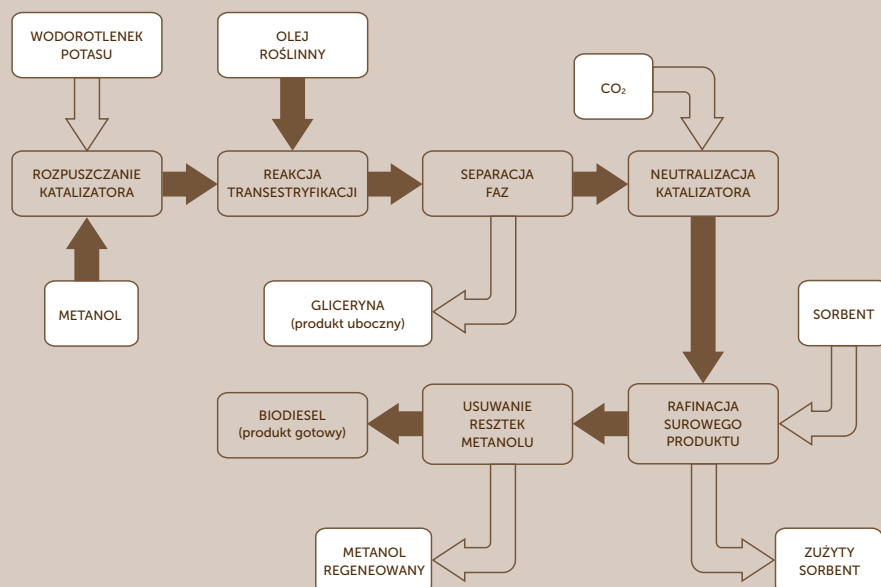 WODOROTLENEK
POTASU
OLEJ
ROŚLINNY
CO₂
ROZPUSZCZANIE
KATALIZATORA
REAKCJA
TRANSESTRYFIKACJI
SEPARACJA
FAZ
NEUTRALIZACJA
KATALIZATORA
METANOL
GLICERYNA
(produkt uboczny)
SORBENT
BIODIESEL
(produkt gotowy)
USUWANIE
RESZTEK
METANOLU
RAFINACJA
SUROWEGO
PRODUKTU
METANOL
REGENEOWANY
ZUŻYTY
SORBENT